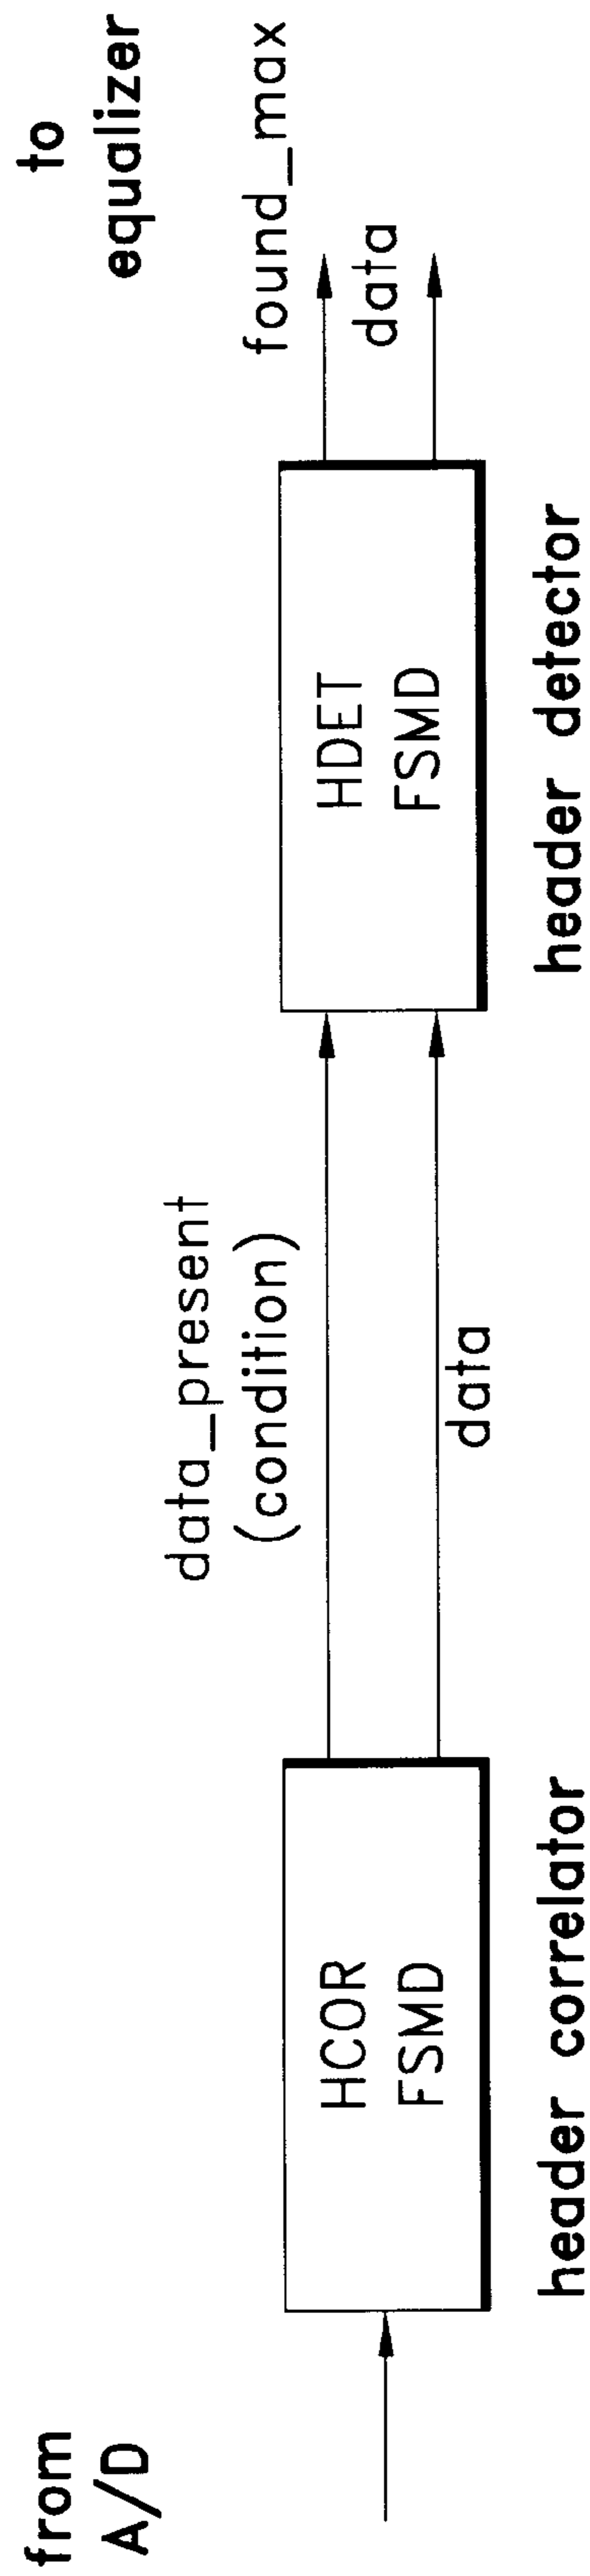 from
A/D
HCOR
FSMD
header correlator
data_present
(condition)
data
HDET
FSMD
header detector
found_max
data
to
equalizer